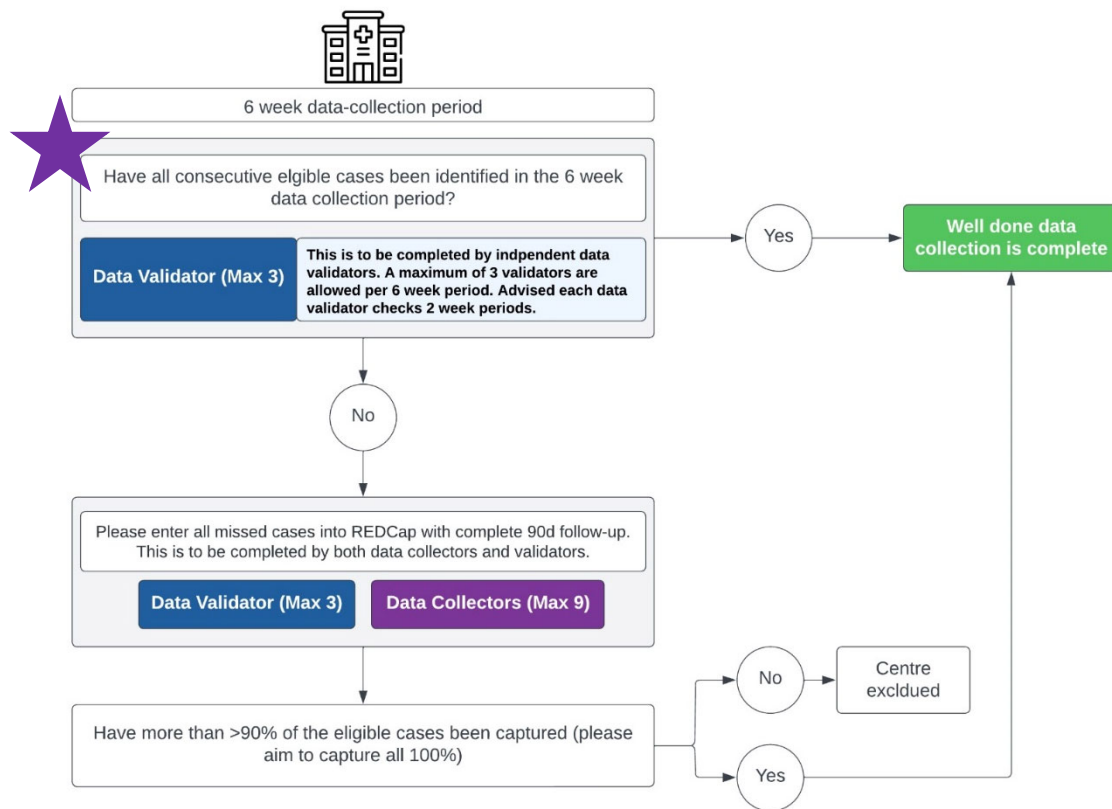 6 week data-collection period
Have all consecutive elgible cases been identified in the 6 week
data collection period?
Data Validator (Max 3)
This is to be completed by indpendent data
validators. A maximum of 3 validators are
allowed per 6 week period. Advised each data
validator checks 2 week periods.
Yes
Well done data
collection is complete
No
Please enter all missed cases into REDCap with complete 90d follow-up.
This is to be completed by both data collectors and validators.
Data Validator (Max 3)
Data Collectors (Max 9)
Have more than >90% of the eligible cases been captured (please
aim to capture all 100%)
No
Centre
excldued
Yes